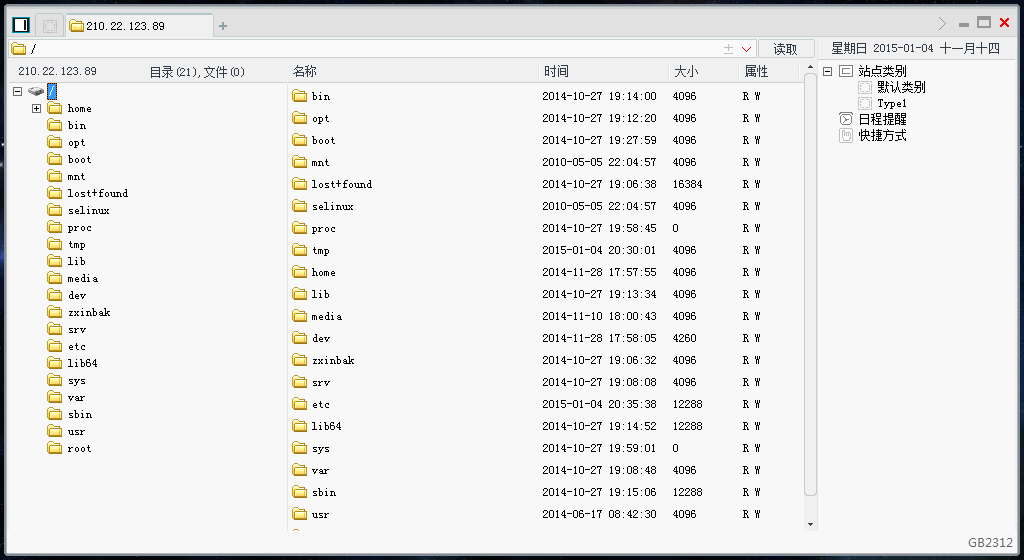 210.22.123.89
/
读取
星期日 2015-01-04 十一月十四
210.22.123.89 目录(21),文件(0)
/
home
bin
opt
boot
mnt
lost+found
selinux
proc
tmp
lib
media
dev
zxinbak
srv
etc
lib64
sys
var
sbin
usr
root
名称 时间 大小 属性
bin 2014-10-27 19:14:00 4096 R W
opt 2014-10-27 19:12:20 4096 R W
boot 2014-10-27 19:27:59 4096 R W
mnt 2010-05-05 22:04:57 4096 R W
lost+found 2014-10-27 19:06:38 16384 R W
selinux 2010-05-05 22:04:57 4096 R W
proc 2014-10-27 19:58:45 0 R W
tmp 2015-01-04 20:30:01 4096 R W
home 2014-11-28 17:57:55 4096 R W
lib 2014-10-27 19:13:34 4096 R W
media 2014-11-10 18:00:43 4096 R W
dev 2014-11-28 17:58:05 4260 R W
zxinbak 2014-10-27 19:06:32 4096 R W
srv 2014-10-27 19:08:08 4096 R W
etc 2015-01-04 20:35:38 12288 R W
lib64 2014-10-27 19:14:52 12288 R W
sys 2014-10-27 19:59:01 0 R W
var 2014-10-27 19:08:48 4096 R W
sbin 2014-10-27 19:15:06 12288 R W
usr 2014-06-17 08:42:30 4096 R W
站点类别
默认类别
Type1
日程提醒
快捷方式
GB2312